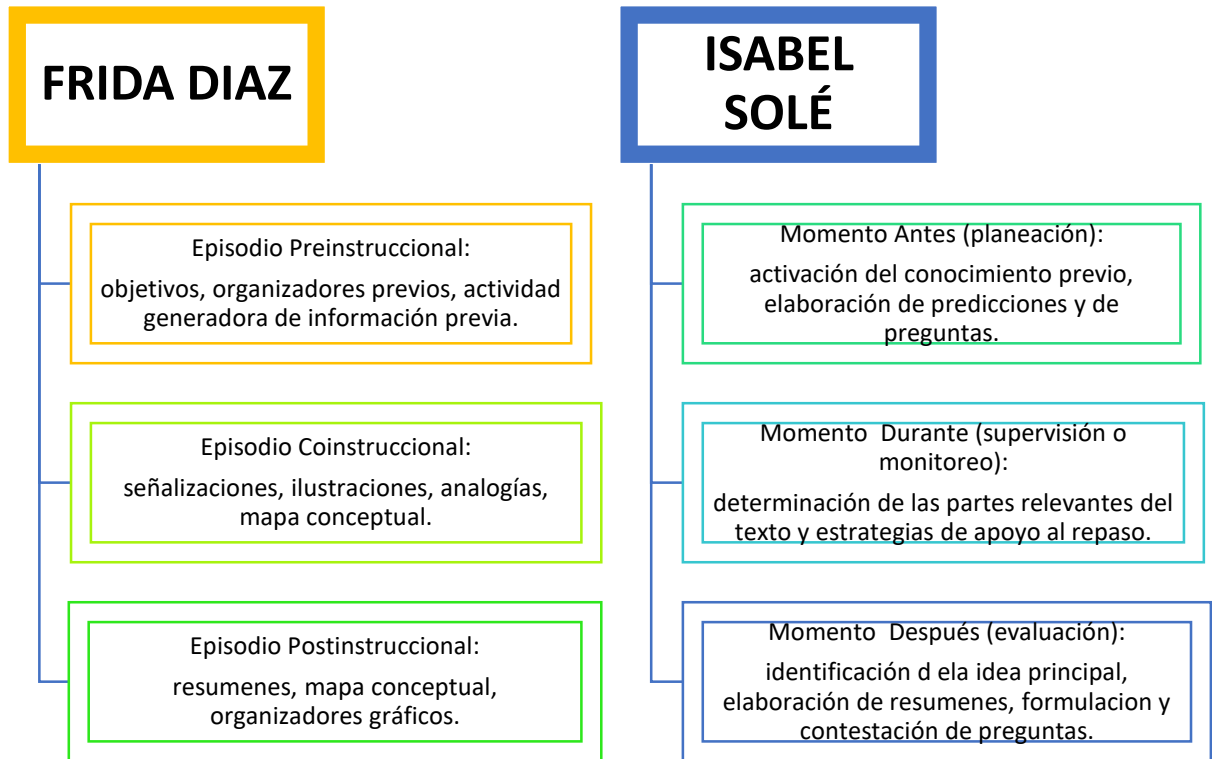 FRIDA DIAZ
Episodio Preinstruccional:
objetivos, organizadores previos, actividad
generadora de información previa.
Episodio Coinstruccional:
señalizaciones, ilustraciones, analogías,
mapa conceptual.
Episodio Postinstruccional:
resumenes, mapa conceptual,
organizadores gráficos.
ISABEL
SOLÉ
Momento Antes (planeación):
activación del conocimiento previo,
elaboración de predicciones y de
preguntas.
Momento  Durante (supervisión o
monitoreo):
determinación de las partes relevantes del
texto y estrategias de apoyo al repaso.
Momento  Después (evaluación):
identificación d ela idea principal,
elaboración de resumenes, formulacion y
contestación de preguntas.